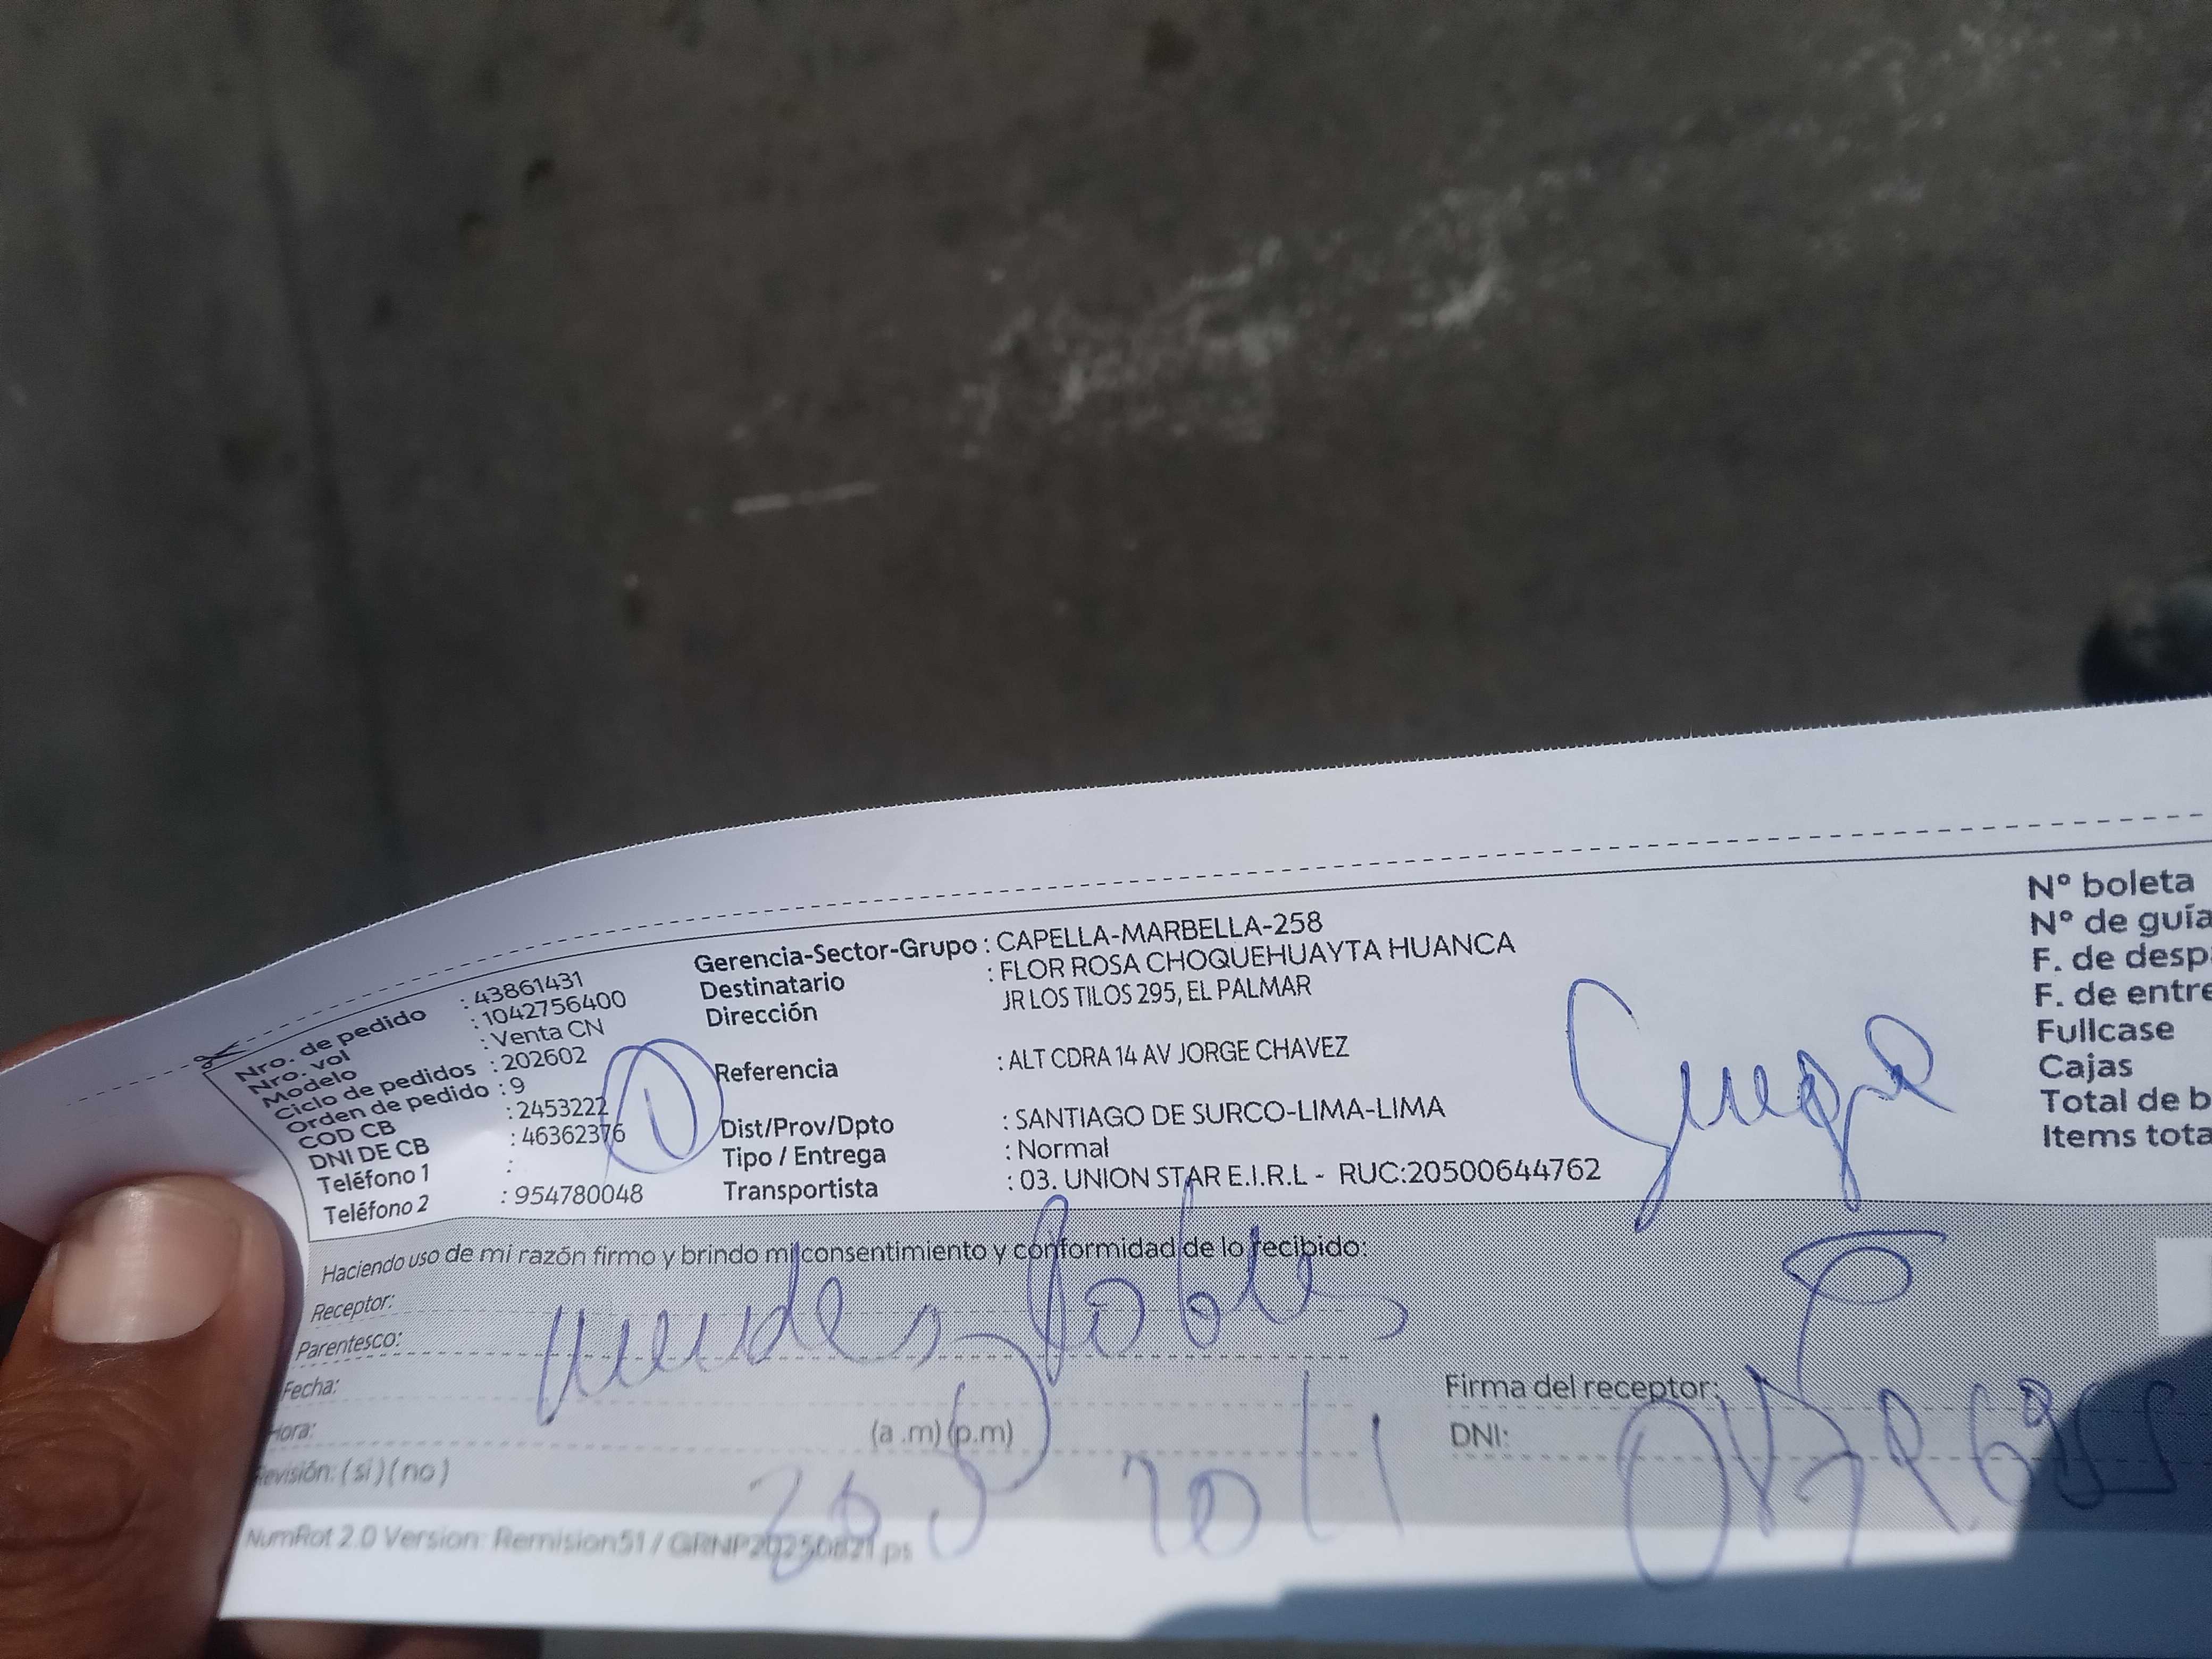 Nro. de pedido : 43861431
Nro. vol : 1042756400
Modelo : Venta CN
Ciclo de pedidos : 202602
Orden de pedido : 9
COD CB : 2453222
DNI DE CB : 46362376
Teléfono 1 :
Teléfono 2 : 954780048
1
Gerencia-Sector-Grupo : CAPELLA-MARBELLA-258
Destinatario : FLOR ROSA CHOQUEHUAYTA HUANCA
Dirección JR LOS TILOS 295, EL PALMAR
Referencia : ALT CDRA 14 AV JORGE CHAVEZ
Dist/Prov/Dpto : SANTIAGO DE SURCO-LIMA-LIMA
Tipo / Entrega : Normal
Transportista : 03. UNION STAR E.I.R.L - RUC:20500644762
N° boleta
N° de guía
F. de desp
F. de entre
Fullcase
Cajas
Total de b
Items tota
Haciendo uso de mi razón firmo y brindo mi consentimiento y conformidad de lo recibido:
Receptor:
Parentesco:
Fecha:
Hora: (a .m) (p.m)
Revisión: ( si ) ( no )
Firma del receptor:
DNI:
NumRot 2.0 Version: Remision51 / GRNP20250821.ps